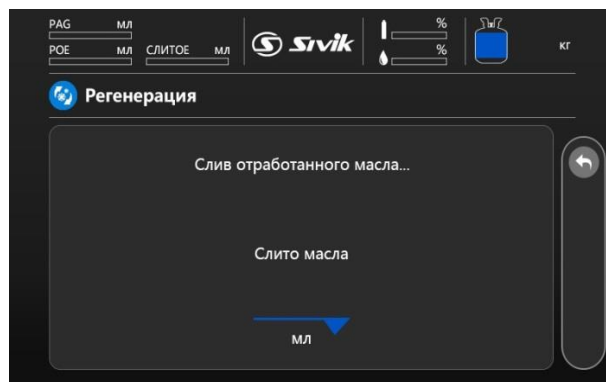 PAG мл
POE мл СЛИТОЕ мл
Sivik
%
%
кг
Регенерация
Слив отработанного масла...
Слито масла
мл